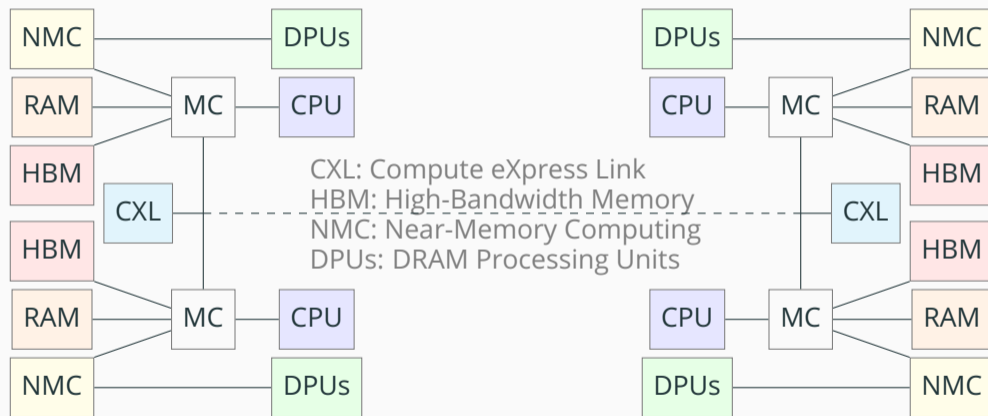 NMC DPUs DPUs NMC
RAM MC CPU CPU MC RAM
HBM HBM
CXL: Compute eXpress Link
HBM: High-Bandwidth Memory
CXL CXL
NMC: Near-Memory Computing
HBM HBM
DPUs: DRAM Processing Units
RAM MC CPU CPU MC RAM
NMC DPUs DPUs NMC